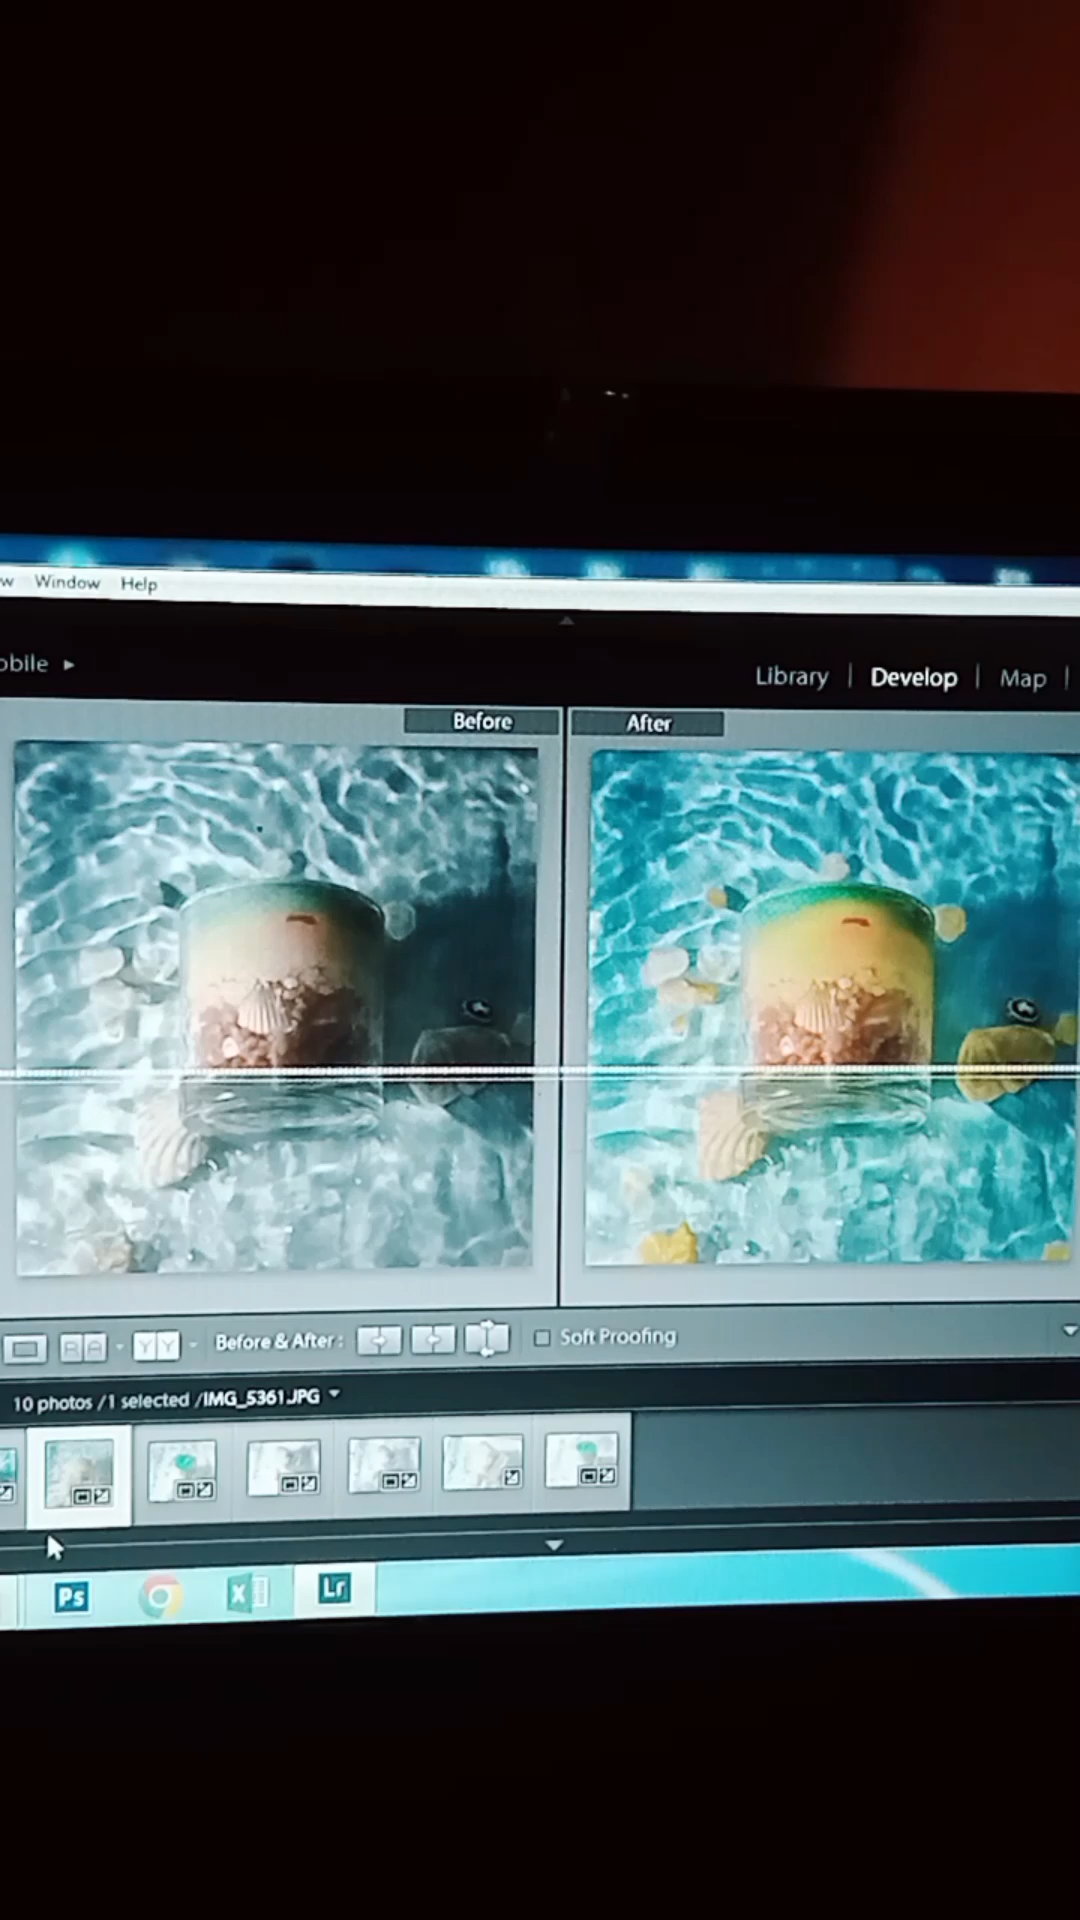 w Window Help
obile
Library | Develop | Map |
Before
After
R A
Y Y
Before & After :
Soft Proofing
10 photos / 1 selected / IMG_5361.JPG
Ps
X
Lr